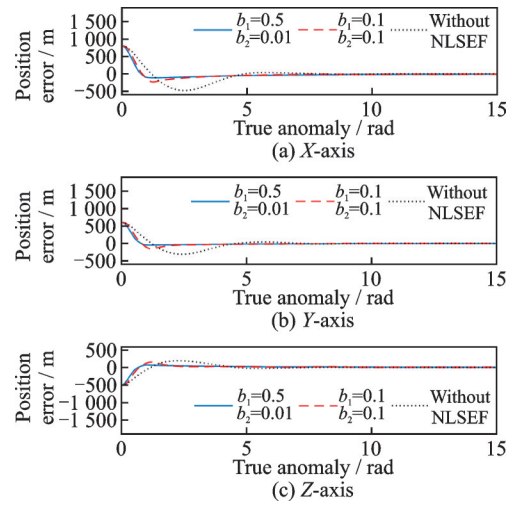 1 500
1 000
500
0
−500
Position
error / m
b₁=0.5
b₂=0.01
b₁=0.1
b₂=0.1
Without
NLSEF
0 5 10 15
True anomaly / rad
(a) X-axis
1 500
1 000
500
0
−500
Position
error / m
b₁=0.5
b₂=0.01
b₁=0.1
b₂=0.1
Without
NLSEF
0 5 10 15
True anomaly / rad
(b) Y-axis
500
0
−500
−1 000
−1 500
Position
error / m
b₁=0.5
b₂=0.01
b₁=0.1
b₂=0.1
Without
NLSEF
0 5 10 15
True anomaly / rad
(c) Z-axis